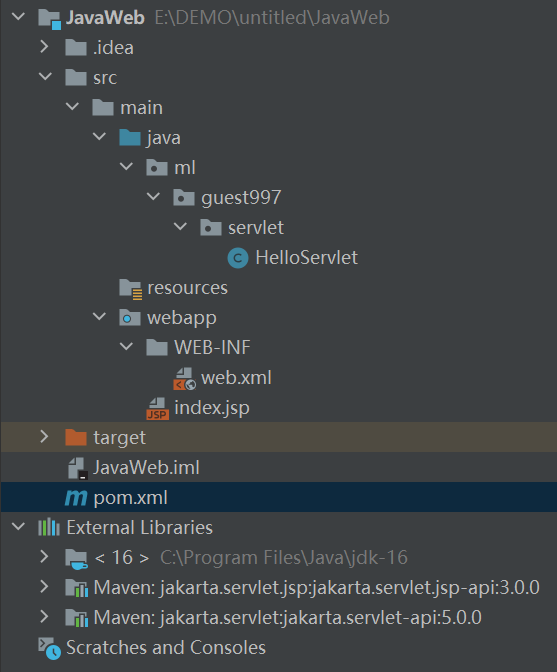 JavaWeb E:\DEMO\untitled\JavaWeb
.idea
src
main
java
ml
guest997
servlet
C HelloServlet
resources
webapp
WEB-INF
web.xml
JSP index.jsp
target
JavaWeb.iml
m pom.xml
External Libraries
< 16 > C:\Program Files\Java\jdk-16
Maven: jakarta.servlet.jsp:jakarta.servlet.jsp-api:3.0.0
Maven: jakarta.servlet:jakarta.servlet-api:5.0.0
Scratches and Consoles